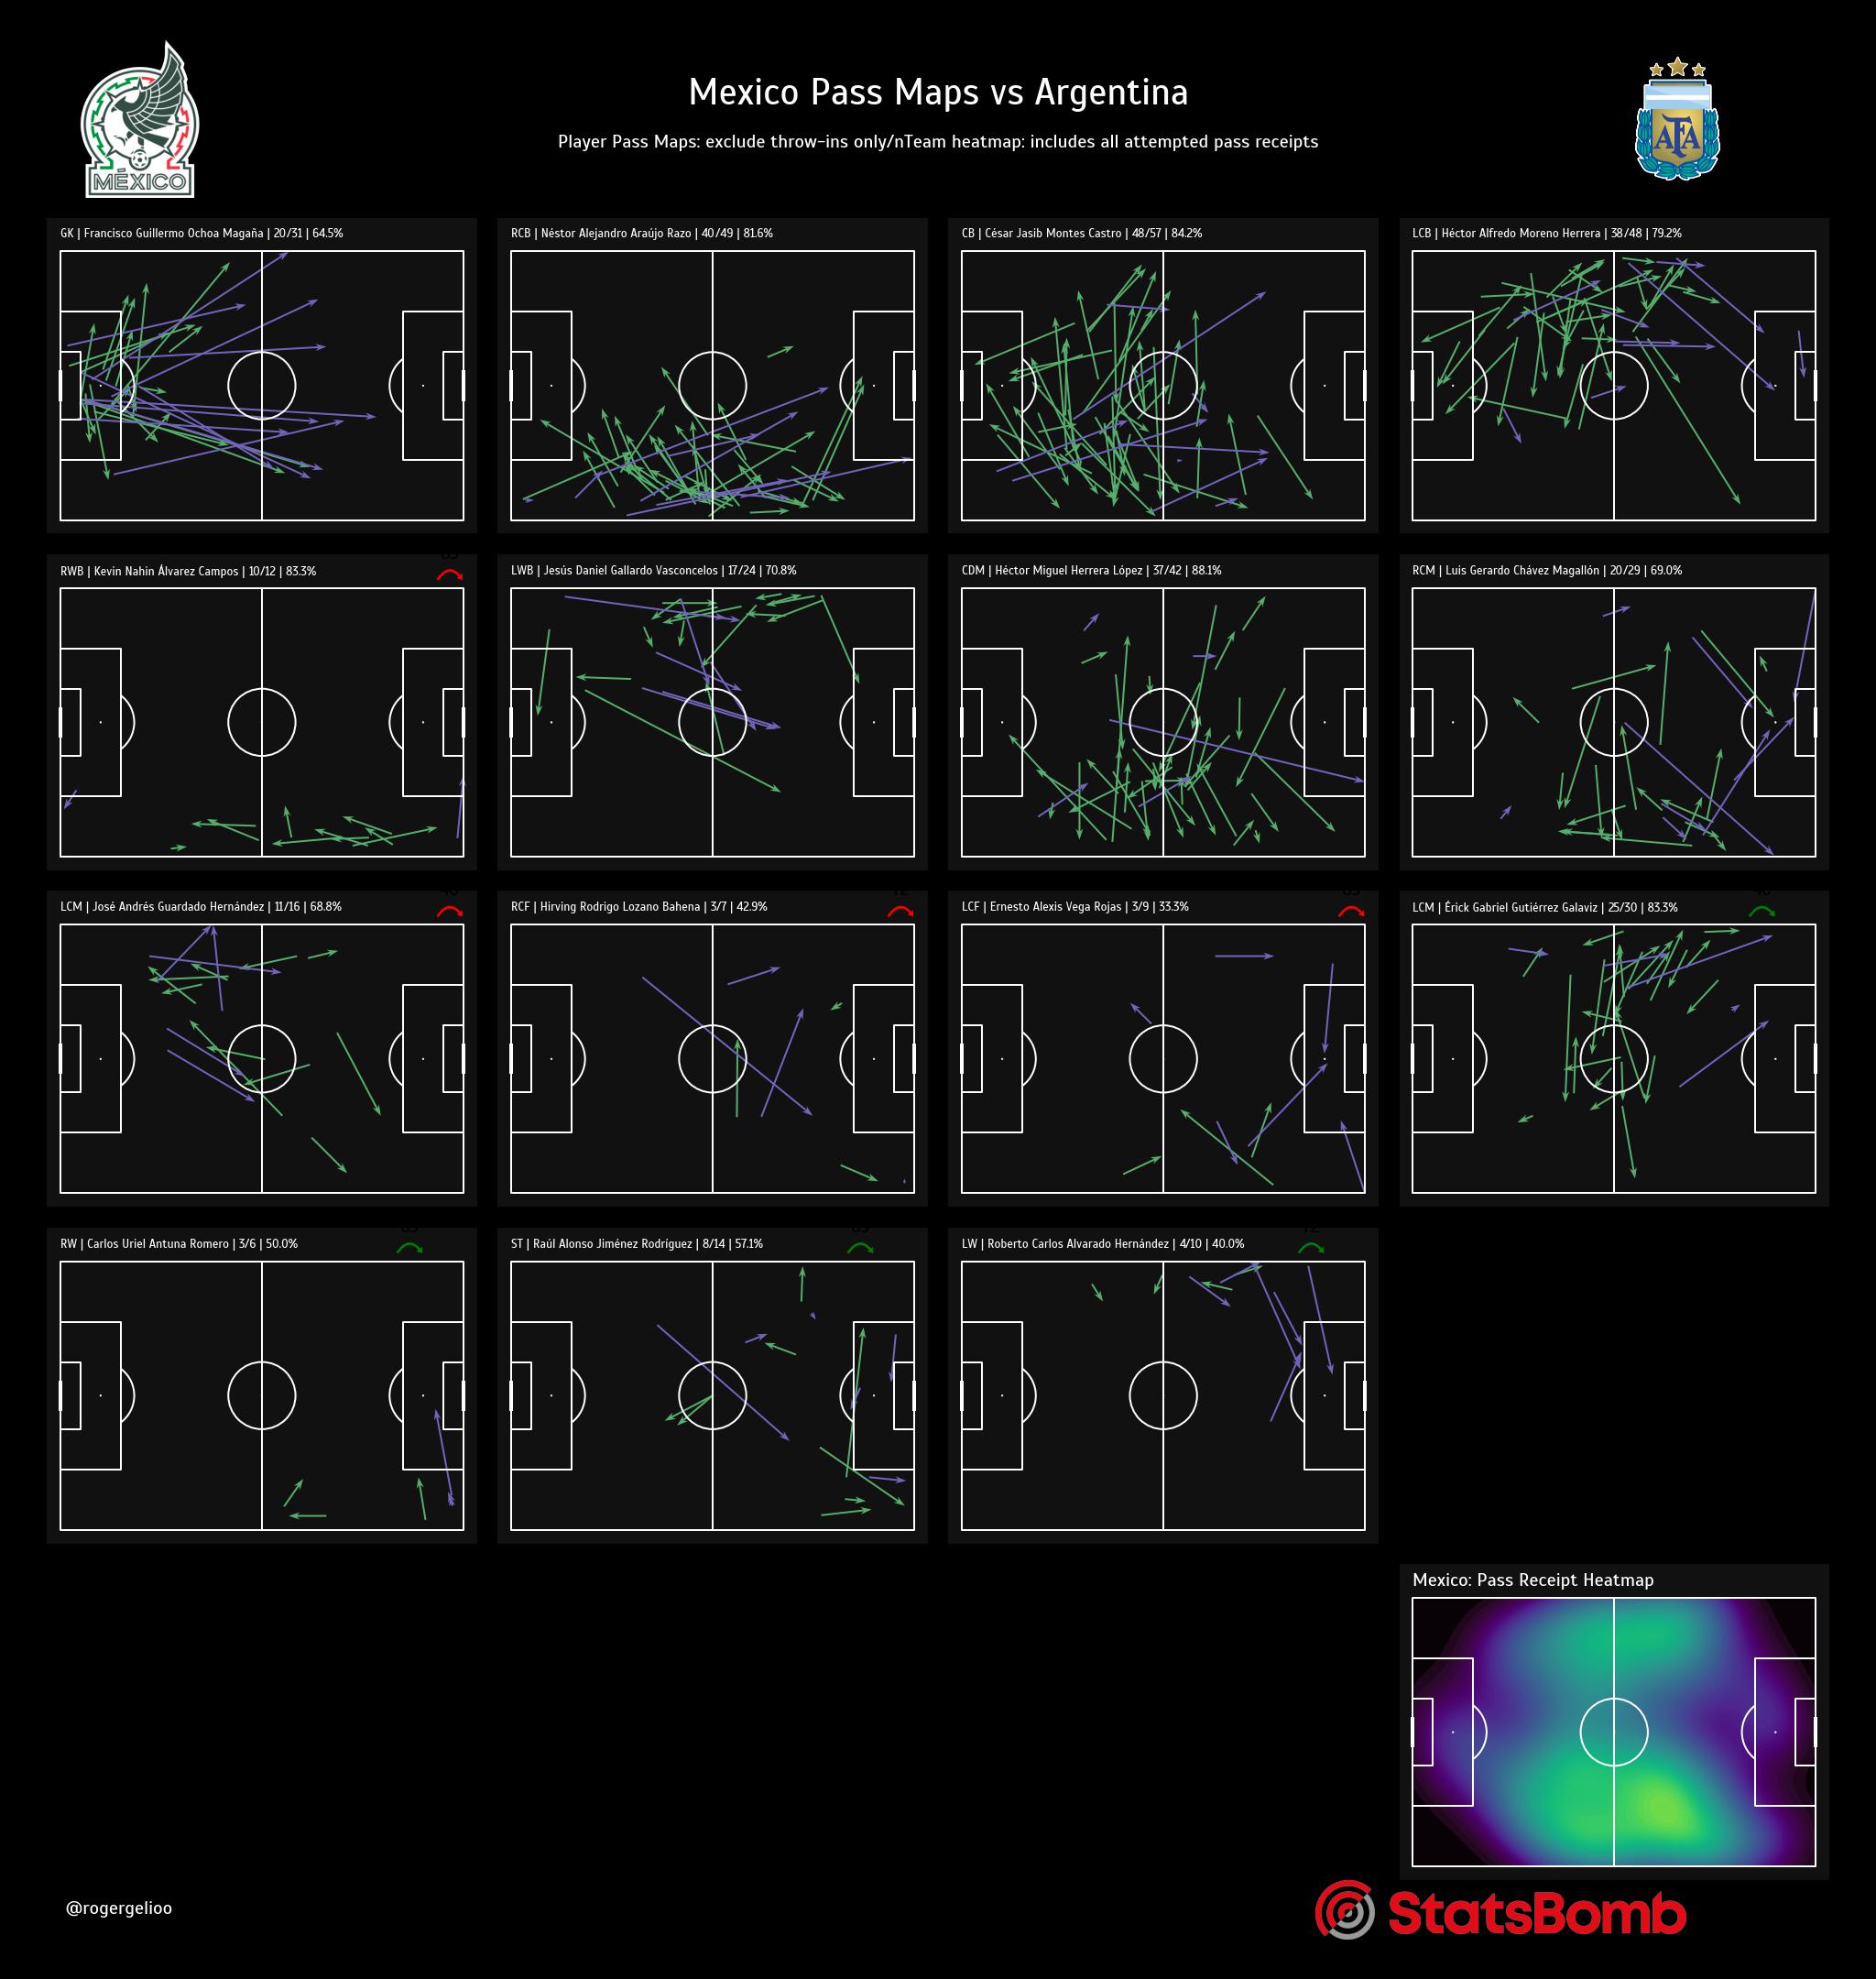 Mexico Pass Maps vs Argentina
Player Pass Maps: exclude throw-ins only/nTeam heatmap: includes all attempted pass receipts
MÉXICO
AFA
GK | Francisco Guillermo Ochoa Magaña | 20/31 | 64.5%
RCB | Néstor Alejandro Araújo Razo | 40/49 | 81.6%
CB | César Jasib Montes Castro | 48/57 | 84.2%
LCB | Héctor Alfredo Moreno Herrera | 38/48 | 79.2%
RWB | Kevin Nahin Álvarez Campos | 10/12 | 83.3%
LWB | Jesús Daniel Gallardo Vasconcelos | 17/24 | 70.8%
CDM | Héctor Miguel Herrera López | 37/42 | 88.1%
RCM | Luis Gerardo Chávez Magallón | 20/29 | 69.0%
LCM | José Andrés Guardado Hernández | 11/16 | 68.8%
RCF | Hirving Rodrigo Lozano Bahena | 3/7 | 42.9%
LCF | Ernesto Alexis Vega Rojas | 3/9 | 33.3%
LCM | Érick Gabriel Gutiérrez Galaviz | 25/30 | 83.3%
RW | Carlos Uriel Antuna Romero | 3/6 | 50.0%
ST | Raúl Alonso Jiménez Rodríguez | 8/14 | 57.1%
LW | Roberto Carlos Alvarado Hernández | 4/10 | 40.0%
Mexico: Pass Receipt Heatmap
@rogergelioo
StatsBomb